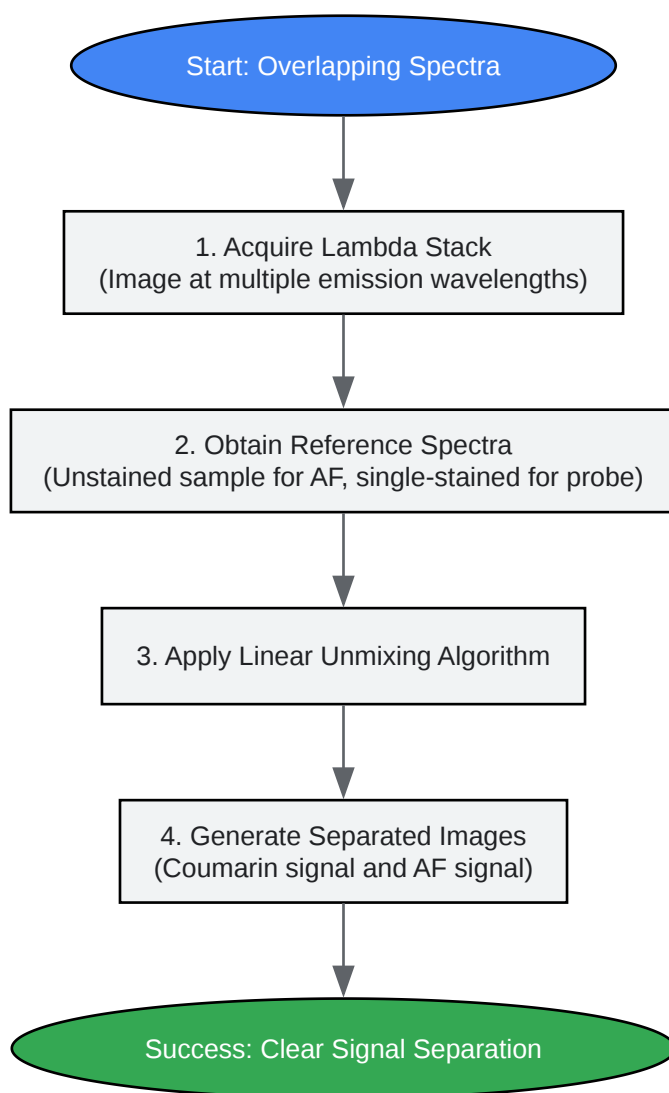 Start: Overlapping Spectra
1. Acquire Lambda Stack
(Image at multiple emission wavelengths)
2. Obtain Reference Spectra
(Unstained sample for AF, single-stained for probe)
3. Apply Linear Unmixing Algorithm
4. Generate Separated Images
(Coumarin signal and AF signal)
Success: Clear Signal Separation